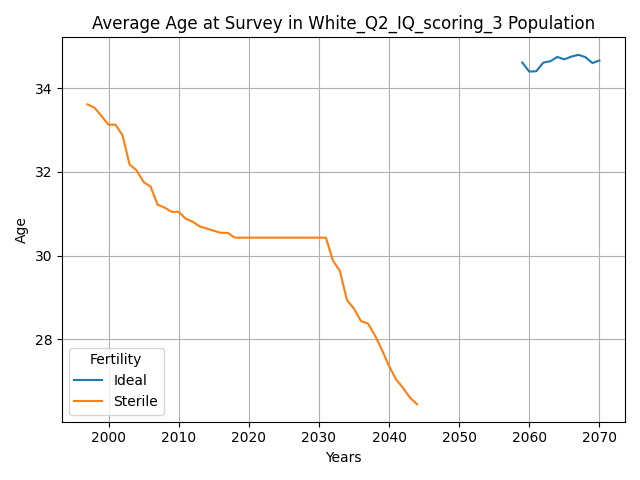 Average Age at Survey in White_Q2_IQ_scoring_3 Population
Age
34
32
30
28
Fertility
Ideal
Sterile
2000 2010 2020 2030 2040 2050 2060 2070
Years